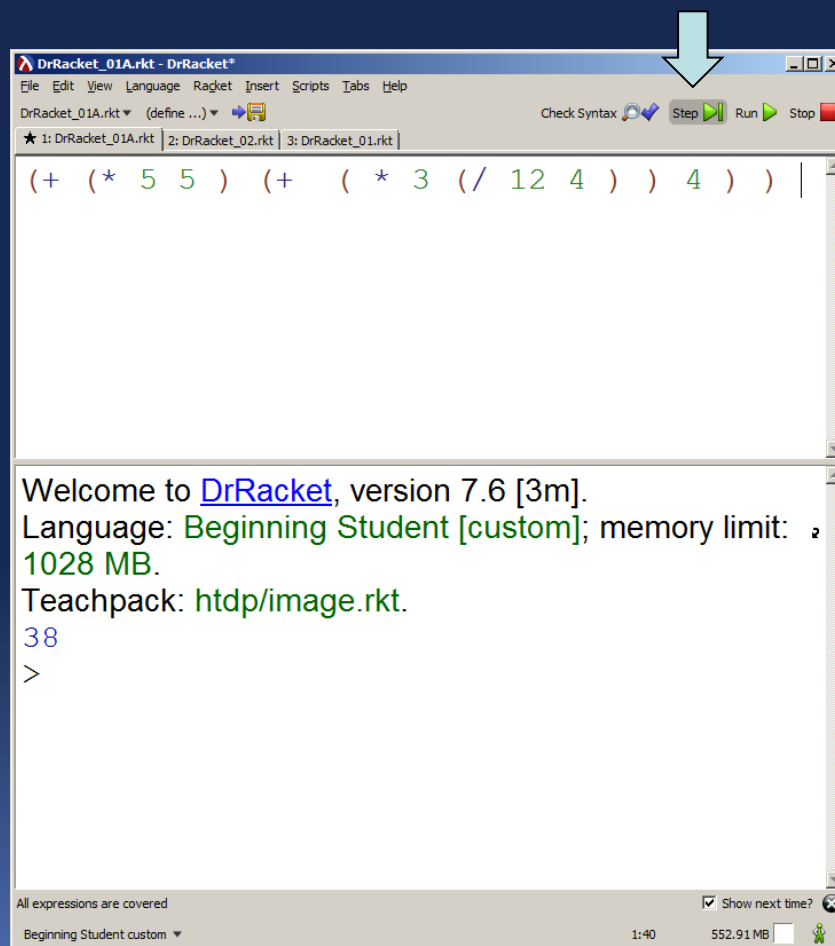 DrRacket_01A.rkt - DrRacket*
File Edit View Language Racket Insert Scripts Tabs Help
DrRacket_01A.rkt ▾ (define ...) ▾ Check Syntax Step Run Stop
★ 1: DrRacket_01A.rkt 2: DrRacket_02.rkt 3: DrRacket_01.rkt
(+ (* 5 5 ) (+ ( * 3 (/ 12 4 ) ) 4 ) )
Welcome to DrRacket, version 7.6 [3m].
Language: Beginning Student [custom]; memory limit:
1028 MB.
Teachpack: htdp/image.rkt.
38
>
All expressions are covered Show next time?
Beginning Student custom ▾ 1:40 552.91 MB